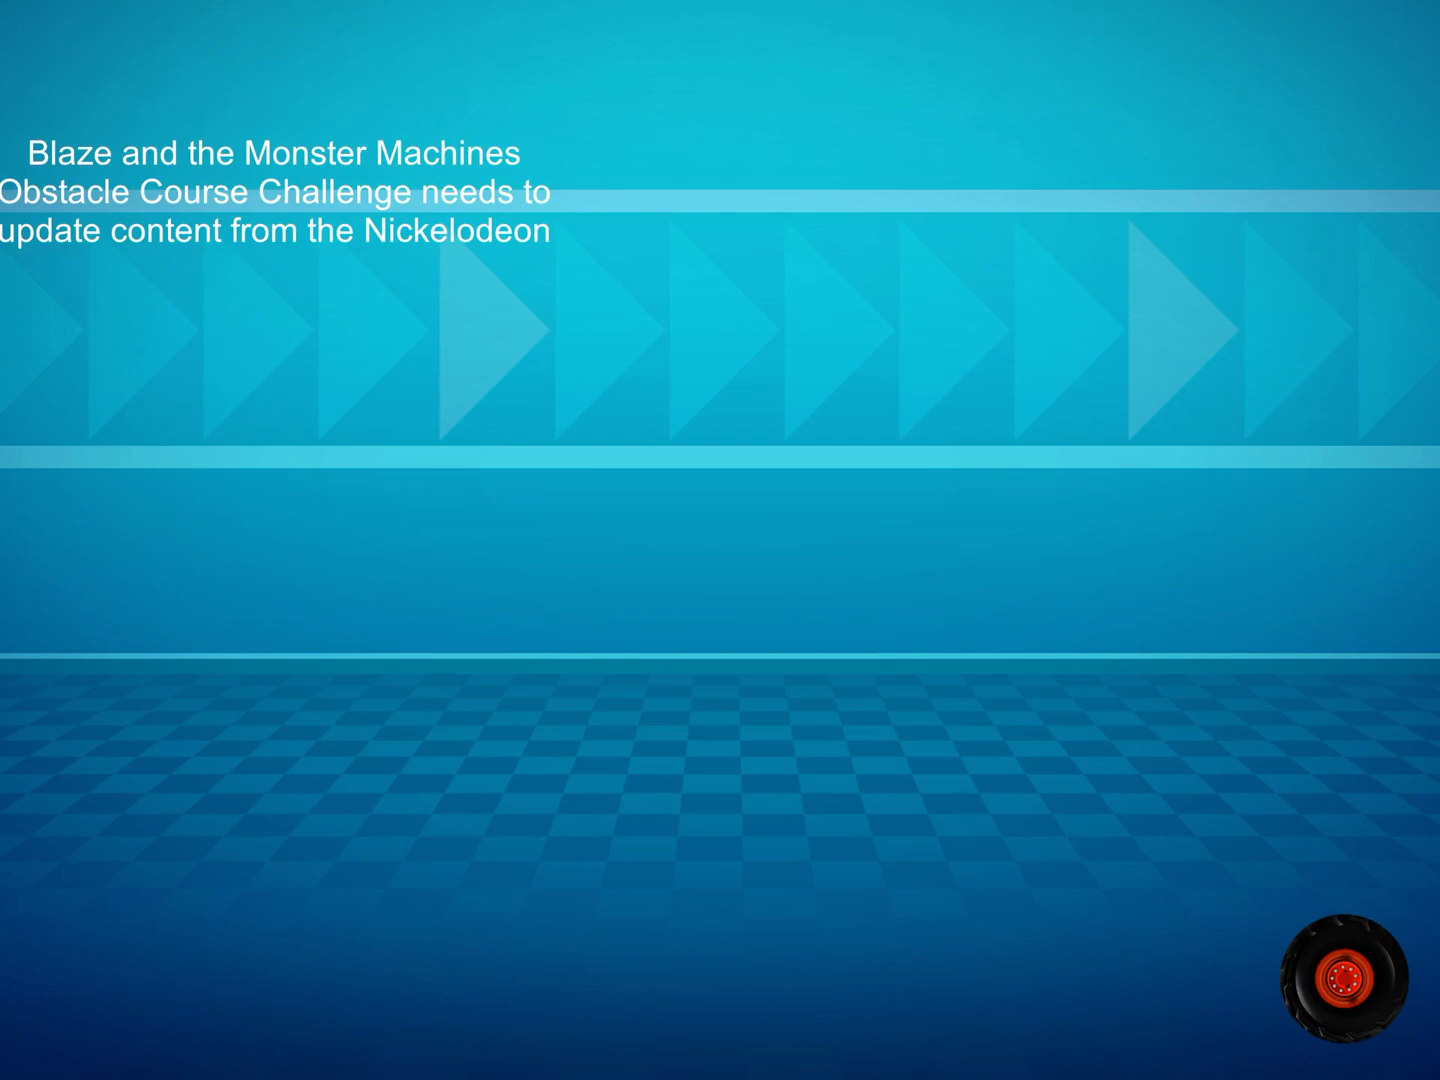 Blaze and the Monster Machines
Obstacle Course Challenge needs to
update content from the Nickelodeon